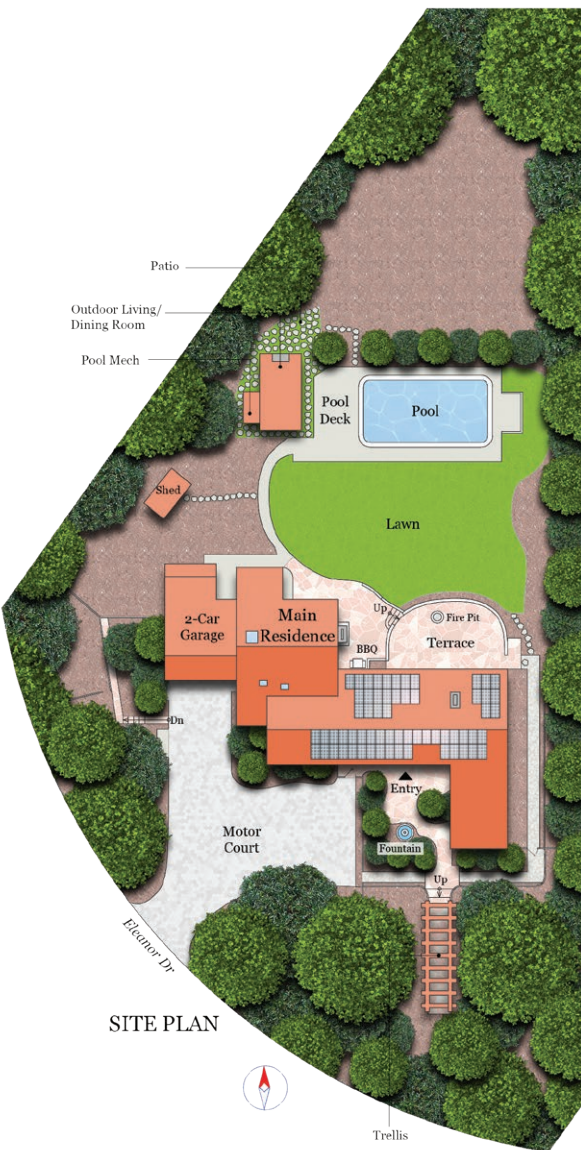 Patio
Outdoor Living/
Dining Room
Pool Mech
Pool
Deck
Pool
Shed
Lawn
2-Car
Garage
Main
Residence
Up
Fire Pit
Terrace
BBQ
Dn
Entry
Motor
Court
Fountain
Up
Eleanor Dr
SITE PLAN
Trellis